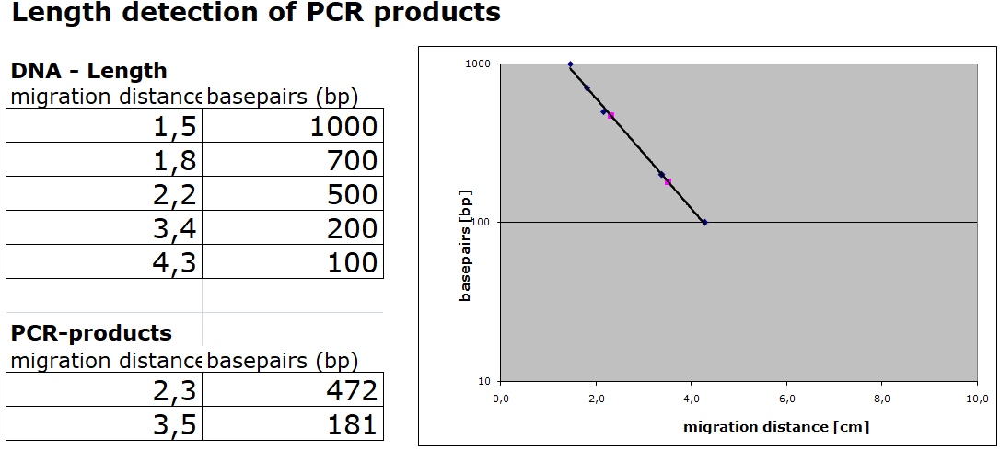 Length detection of PCR products
DNA - Length
migration distance basepairs (bp)
1,5 1000
1,8 700
2,2 500
3,4 200
4,3 100
PCR-products
migration distance basepairs (bp)
2,3 472
3,5 181
1000
100
10
basepairs [bp]
0,0 2,0 4,0 6,0 8,0 10,0
migration distance [cm]